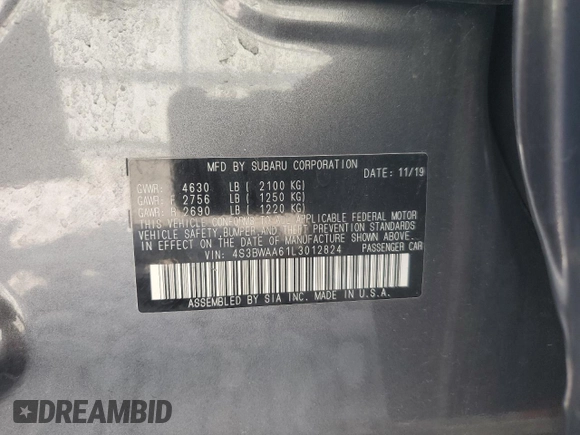 MFD BY SUBARU CORPORATION
DATE: 11/19
GVWR: 4630 LB ( 2100 KG)
GAWR: F 2756 LB ( 1250 KG)
GAWR: R 2690 LB ( 1220 KG)
THIS VEHICLE CONFORMS TO ALL APPLICABLE FEDERAL MOTOR
VEHICLE SAFETY, BUMPER, AND THEFT PREVENTION STANDARDS
IN EFFECT ON THE DATE OF MANUFACTURE SHOWN ABOVE.
VIN: 4S3BWAA61L3012824 PASSENGER CAR
ASSEMBLED BY SIA INC. MADE IN U.S.A.
DREAMBID